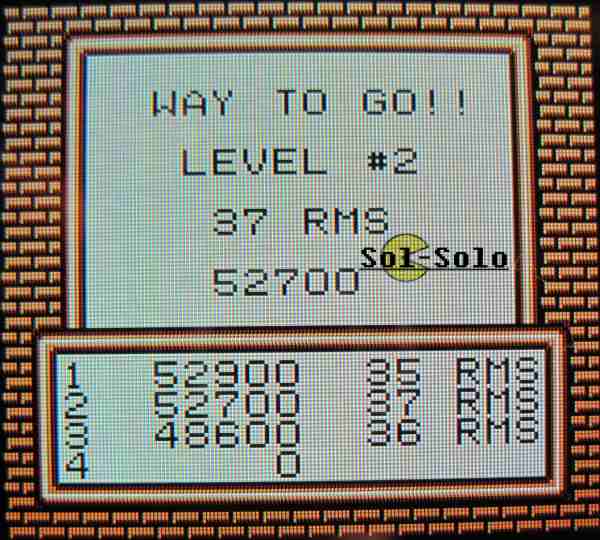 WAY TO GO!!
LEVEL #2
37 RMS
52700
Sol-Solo
1 52900 35 RMS
2 52700 37 RMS
3 48600 36 RMS
4 0